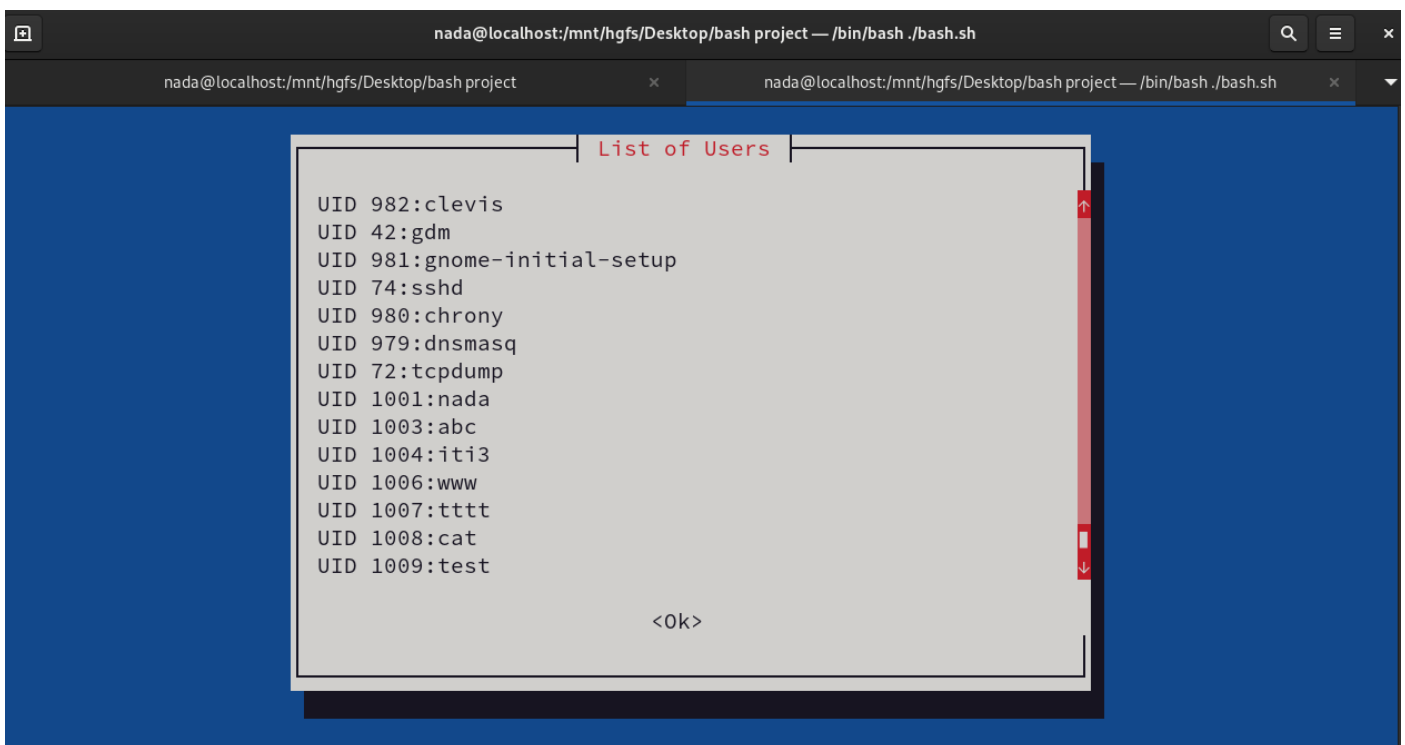 nada@localhost:/mnt/hgfs/Desktop/bash project — /bin/bash ./bash.sh
nada@localhost:/mnt/hgfs/Desktop/bash project
nada@localhost:/mnt/hgfs/Desktop/bash project — /bin/bash ./bash.sh
List of Users
UID 982:clevis
UID 42:gdm
UID 981:gnome-initial-setup
UID 74:sshd
UID 980:chrony
UID 979:dnsmasq
UID 72:tcpdump
UID 1001:nada
UID 1003:abc
UID 1004:iti3
UID 1006:www
UID 1007:tttt
UID 1008:cat
UID 1009:test
<Ok>